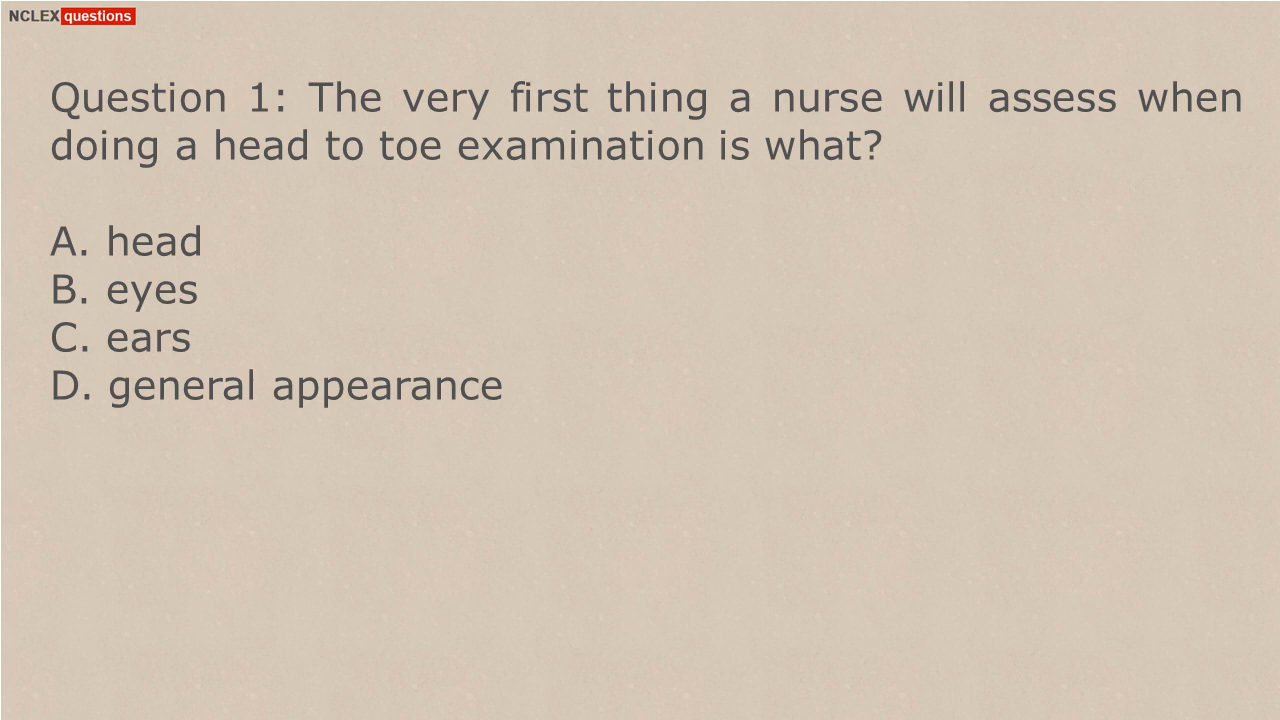 NCLEX questions
Question 1: The very first thing a nurse will assess when
doing a head to toe examination is what?
A. head
B. eyes
C. ears
D. general appearance